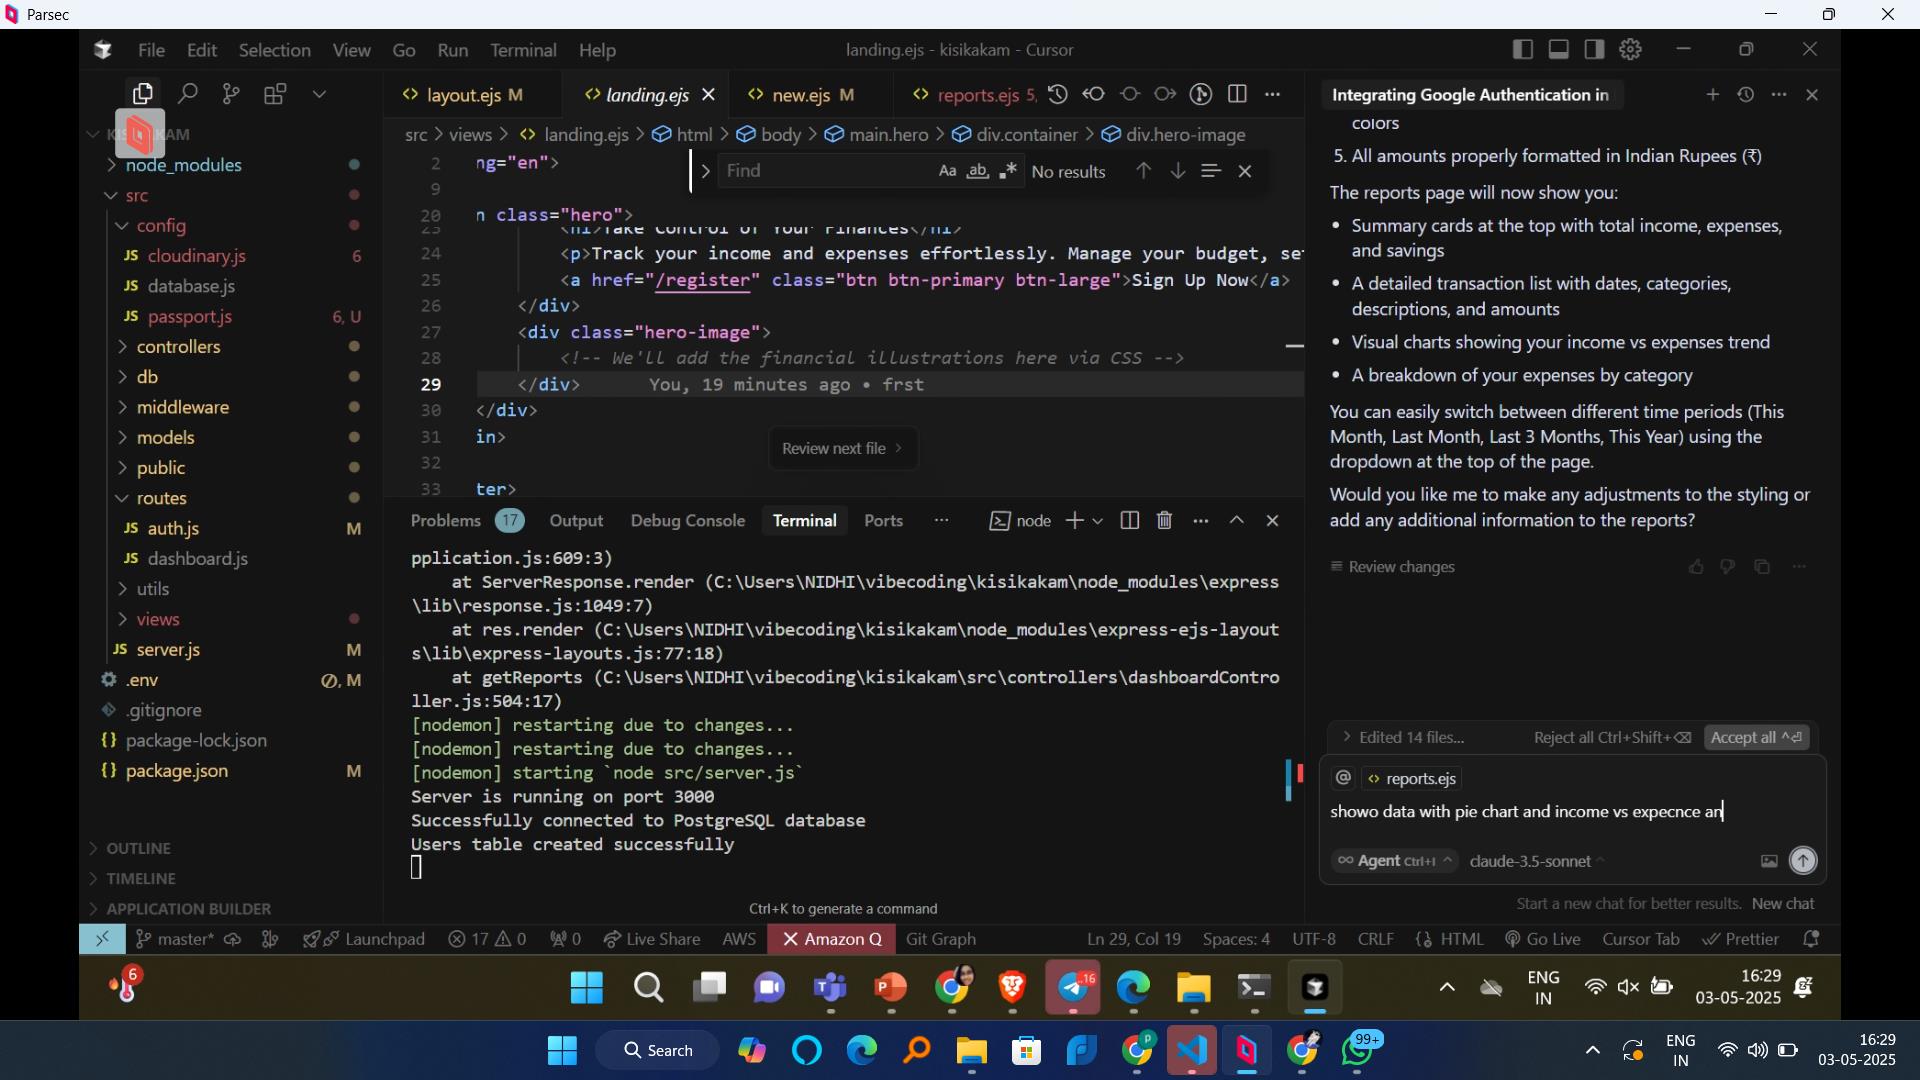 Parsec
File Edit Selection View Go Run Terminal Help
landing.ejs - kisikakam - Cursor
layout.ejs M
landing.ejs
new.ejs M
reports.ejs 5,
src > views > landing.ejs > html > body > main.hero > div.container > div.hero-image
node_modules
src
config
JS cloudinary.js 6
JS database.js
JS passport.js 6, U
controllers
db
middleware
models
public
routes
JS auth.js M
JS dashboard.js
utils
views
JS server.js M
.env M
.gitignore
{} package-lock.json
{} package.json M
OUTLINE
TIMELINE
APPLICATION BUILDER
Find
Aa ab .*
No results
2 ng="en">
9
20 n class="hero">
23 <h1>Take Control of Your Finances</h1>
24 <p>Track your income and expenses effortlessly. Manage your budget, se
25 <a href="/register" class="btn btn-primary btn-large">Sign Up Now</a>
26 </div>
27 <div class="hero-image">
28 <!-- We'll add the financial illustrations here via CSS -->
29 </div> You, 19 minutes ago • frst
30 </div>
31 in>
32
33 ter>
Review next file >
Problems 17 Output Debug Console Terminal Ports ... node
pplication.js:609:3)
at ServerResponse.render (C:\Users\NIDHI\vibecoding\kisikakam\node_modules\express
\lib\response.js:1049:7)
at res.render (C:\Users\NIDHI\vibecoding\kisikakam\node_modules\express-ejs-layout
s\lib\express-layouts.js:77:18)
at getReports (C:\Users\NIDHI\vibecoding\kisikakam\src\controllers\dashboardContro
ller.js:504:17)
[nodemon] restarting due to changes...
[nodemon] restarting due to changes...
[nodemon] starting `node src/server.js`
Server is running on port 3000
Successfully connected to PostgreSQL database
Users table created successfully
Ctrl+K to generate a command
Integrating Google Authentication in
colors
5. All amounts properly formatted in Indian Rupees (₹)
The reports page will now show you:
• Summary cards at the top with total income, expenses,
and savings
• A detailed transaction list with dates, categories,
descriptions, and amounts
• Visual charts showing your income vs expenses trend
• A breakdown of your expenses by category
You can easily switch between different time periods (This
Month, Last Month, Last 3 Months, This Year) using the
dropdown at the top of the page.
Would you like me to make any adjustments to the styling or
add any additional information to the reports?
Review changes
Edited 14 files... Reject all Ctrl+Shift+⌫ Accept all ^⏎
@ reports.ejs
showo data with pie chart and income vs expecnce an
∞ Agent Ctrl+I ^ claude-3.5-sonnet ^
Start a new chat for better results. New chat
master* Launchpad 17 0 0 Live Share AWS Amazon Q Git Graph Ln 29, Col 19 Spaces: 4 UTF-8 CRLF HTML Go Live Cursor Tab Prettier
6
16
ENG
IN
16:29
03-05-2025
Search
99+
ENG
IN
16:29
03-05-2025